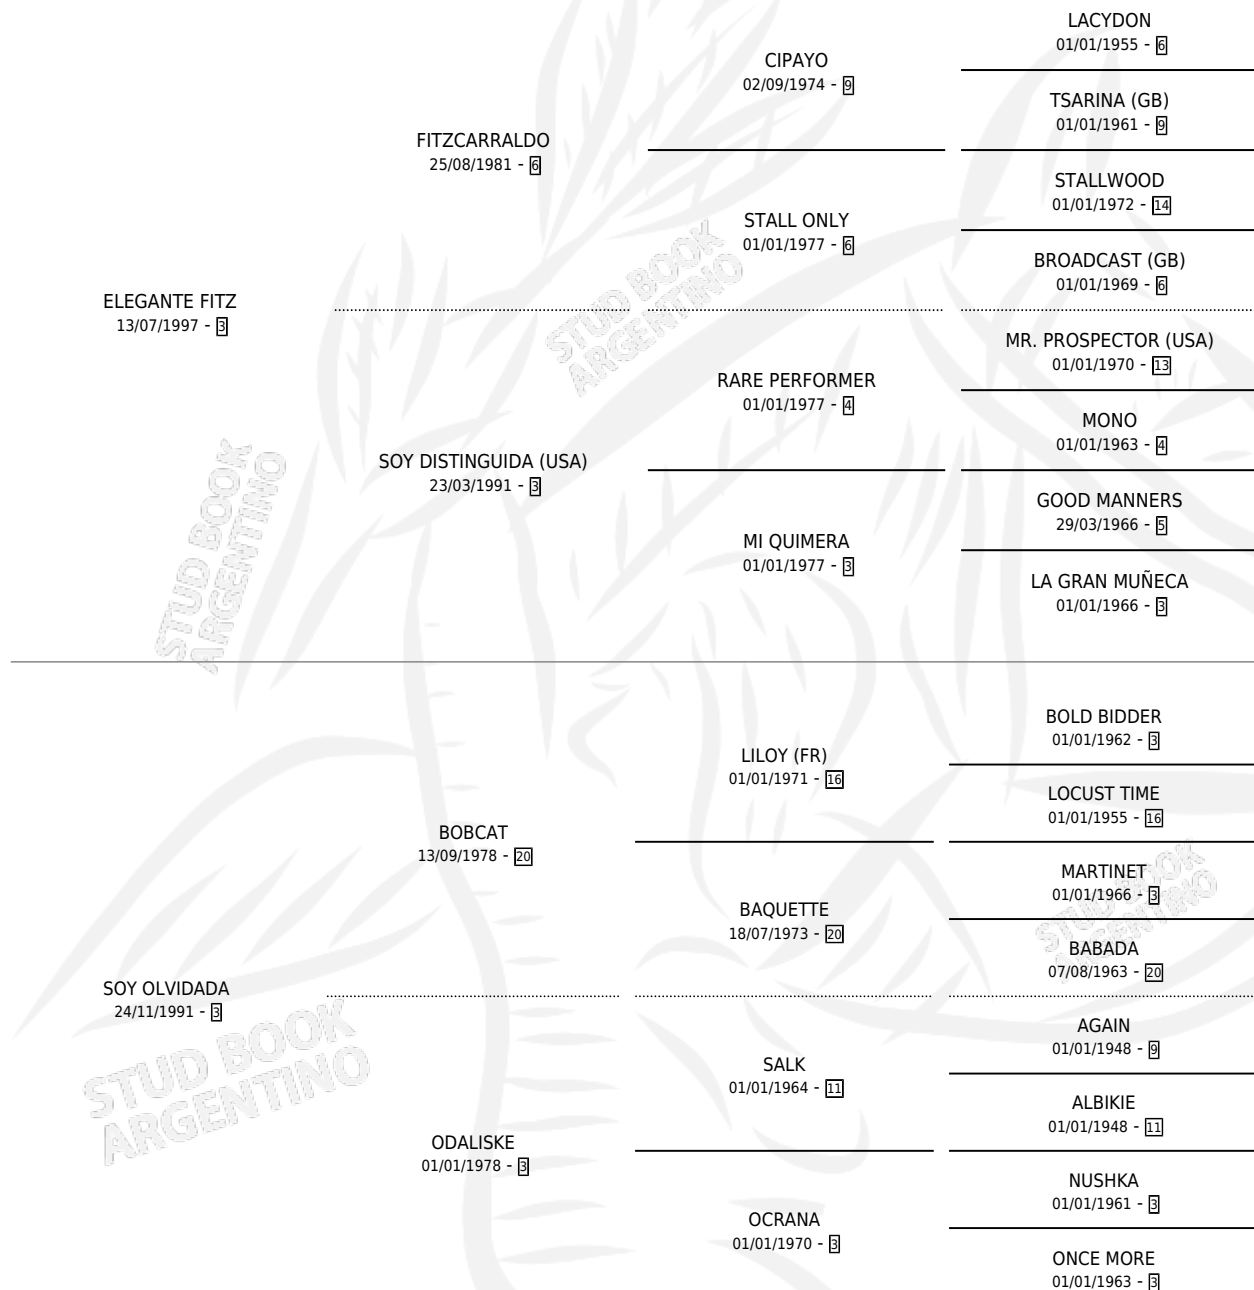 LACYDON
01/01/1955 - 6
CIPAYO
02/09/1974 - 9
TSARINA (GB)
01/01/1961 - 9
FITZCARRALDO
25/08/1981 - 6
STALLWOOD
01/01/1972 - 14
STALL ONLY
01/01/1977 - 6
BROADCAST (GB)
01/01/1969 - 6
ELEGANTE FITZ
13/07/1997 - 3
STUD BOOK
ARGENTINO
MR. PROSPECTOR (USA)
01/01/1970 - 13
RARE PERFORMER
01/01/1977 - 4
MONO
01/01/1963 - 4
SOY DISTINGUIDA (USA)
23/03/1991 - 3
GOOD MANNERS
29/03/1966 - 5
MI QUIMERA
01/01/1977 - 3
LA GRAN MUÑECA
01/01/1966 - 3
STUD BOOK
ARGENTINO
BOLD BIDDER
01/01/1962 - 3
LILOY (FR)
01/01/1971 - 16
LOCUST TIME
01/01/1955 - 16
BOBCAT
13/09/1978 - 20
MARTINET
01/01/1966 - 3
BAQUETTE
18/07/1973 - 20
STUD BOOK
ARGENTINO
BABADA
07/08/1963 - 20
SOY OLVIDADA
24/11/1991 - 3
STUD BOOK
ARGENTINO
AGAIN
01/01/1948 - 9
SALK
01/01/1964 - 11
ALBIKIE
01/01/1948 - 11
ODALISKE
01/01/1978 - 3
NUSHKA
01/01/1961 - 3
OCRANA
01/01/1970 - 3
ONCE MORE
01/01/1963 - 3